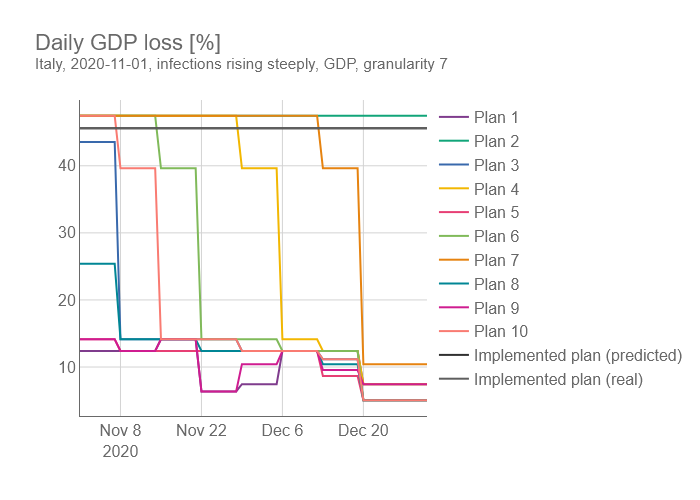 Daily GDP loss [%]
Italy, 2020-11-01, infections rising steeply, GDP, granularity 7
40
30
20
10
Nov 8
2020
Nov 22
Dec 6
Dec 20
Plan 1
Plan 2
Plan 3
Plan 4
Plan 5
Plan 6
Plan 7
Plan 8
Plan 9
Plan 10
Implemented plan (predicted)
Implemented plan (real)